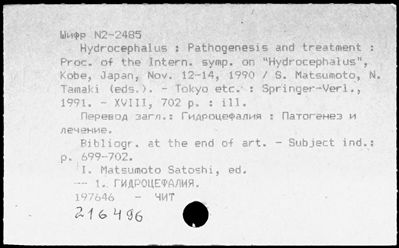 Шифр N2-2485
Hydrocephalus : Pathogenesis and treatment :
Proc. of the Intern. symp. on "Hydrocephalus",
Kobe, Japan, Nov. 12-14, 1990 / S. Matsumoto, N.
Tamaki (eds.). - Tokyo etc. : Springer-Verl.,
1991. - XVIII, 702 p. : ill.
Перевод загл.: Гидроцефалия : Патогенез и
лечение.
Bibliogr. at the end of art. - Subject ind.:
p. 699-702.
I. Matsumoto Satoshi, ed.
-- 1. ГИДРОЦЕФАЛИЯ.
197646 - ЧИТ
216496